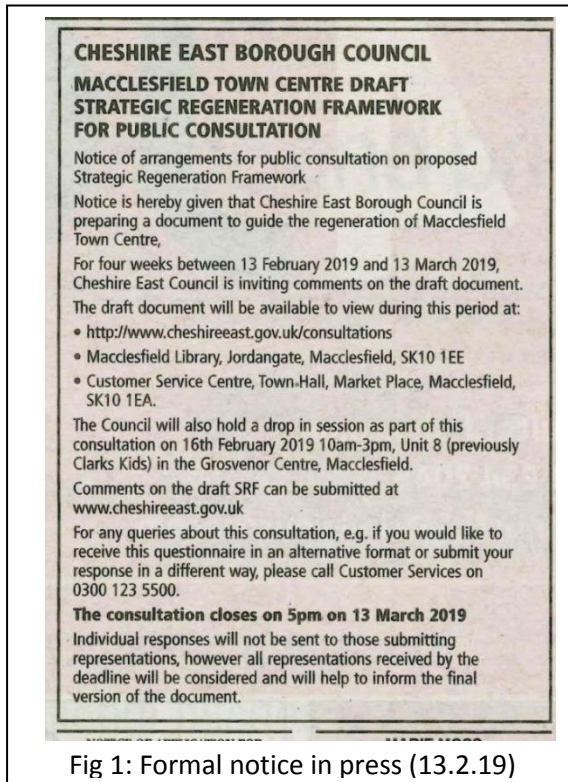 CHESHIRE EAST BOROUGH COUNCIL
MACCLESFIELD TOWN CENTRE DRAFT
STRATEGIC REGENERATION FRAMEWORK
FOR PUBLIC CONSULTATION
Notice of arrangements for public consultation on proposed
Strategic Regeneration Framework
Notice is hereby given that Cheshire East Borough Council is
preparing a document to guide the regeneration of Macclesfield
Town Centre,
For four weeks between 13 February 2019 and 13 March 2019,
Cheshire East Council is inviting comments on the draft document.
The draft document will be available to view during this period at:
• http://www.cheshireeast.gov.uk/consultations
• Macclesfield Library, Jordangate, Macclesfield, SK10 1EE
• Customer Service Centre, Town Hall, Market Place, Macclesfield,
SK10 1EA.
The Council will also hold a drop in session as part of this
consultation on 16th February 2019 10am-3pm, Unit 8 (previously
Clarks Kids) in the Grosvenor Centre, Macclesfield.
Comments on the draft SRF can be submitted at
www.cheshireeast.gov.uk
For any queries about this consultation, e.g. if you would like to
receive this questionnaire in an alternative format or submit your
response in a different way, please call Customer Services on
0300 123 5500.
The consultation closes on 5pm on 13 March 2019
Individual responses will not be sent to those submitting
representations, however all representations received by the
deadline will be considered and will help to inform the final
version of the document.
Fig 1: Formal notice in press (13.2.19)